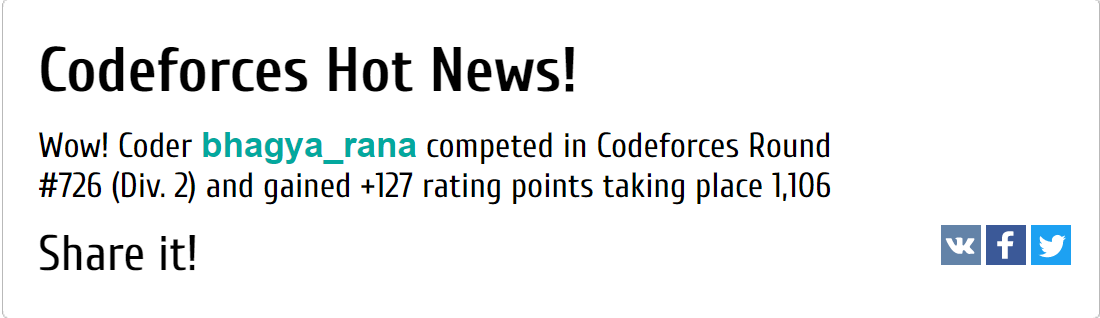 Codeforces Hot News!
Wow! Coder bhagya_rana competed in Codeforces Round
#726 (Div. 2) and gained +127 rating points taking place 1,106
Share it!